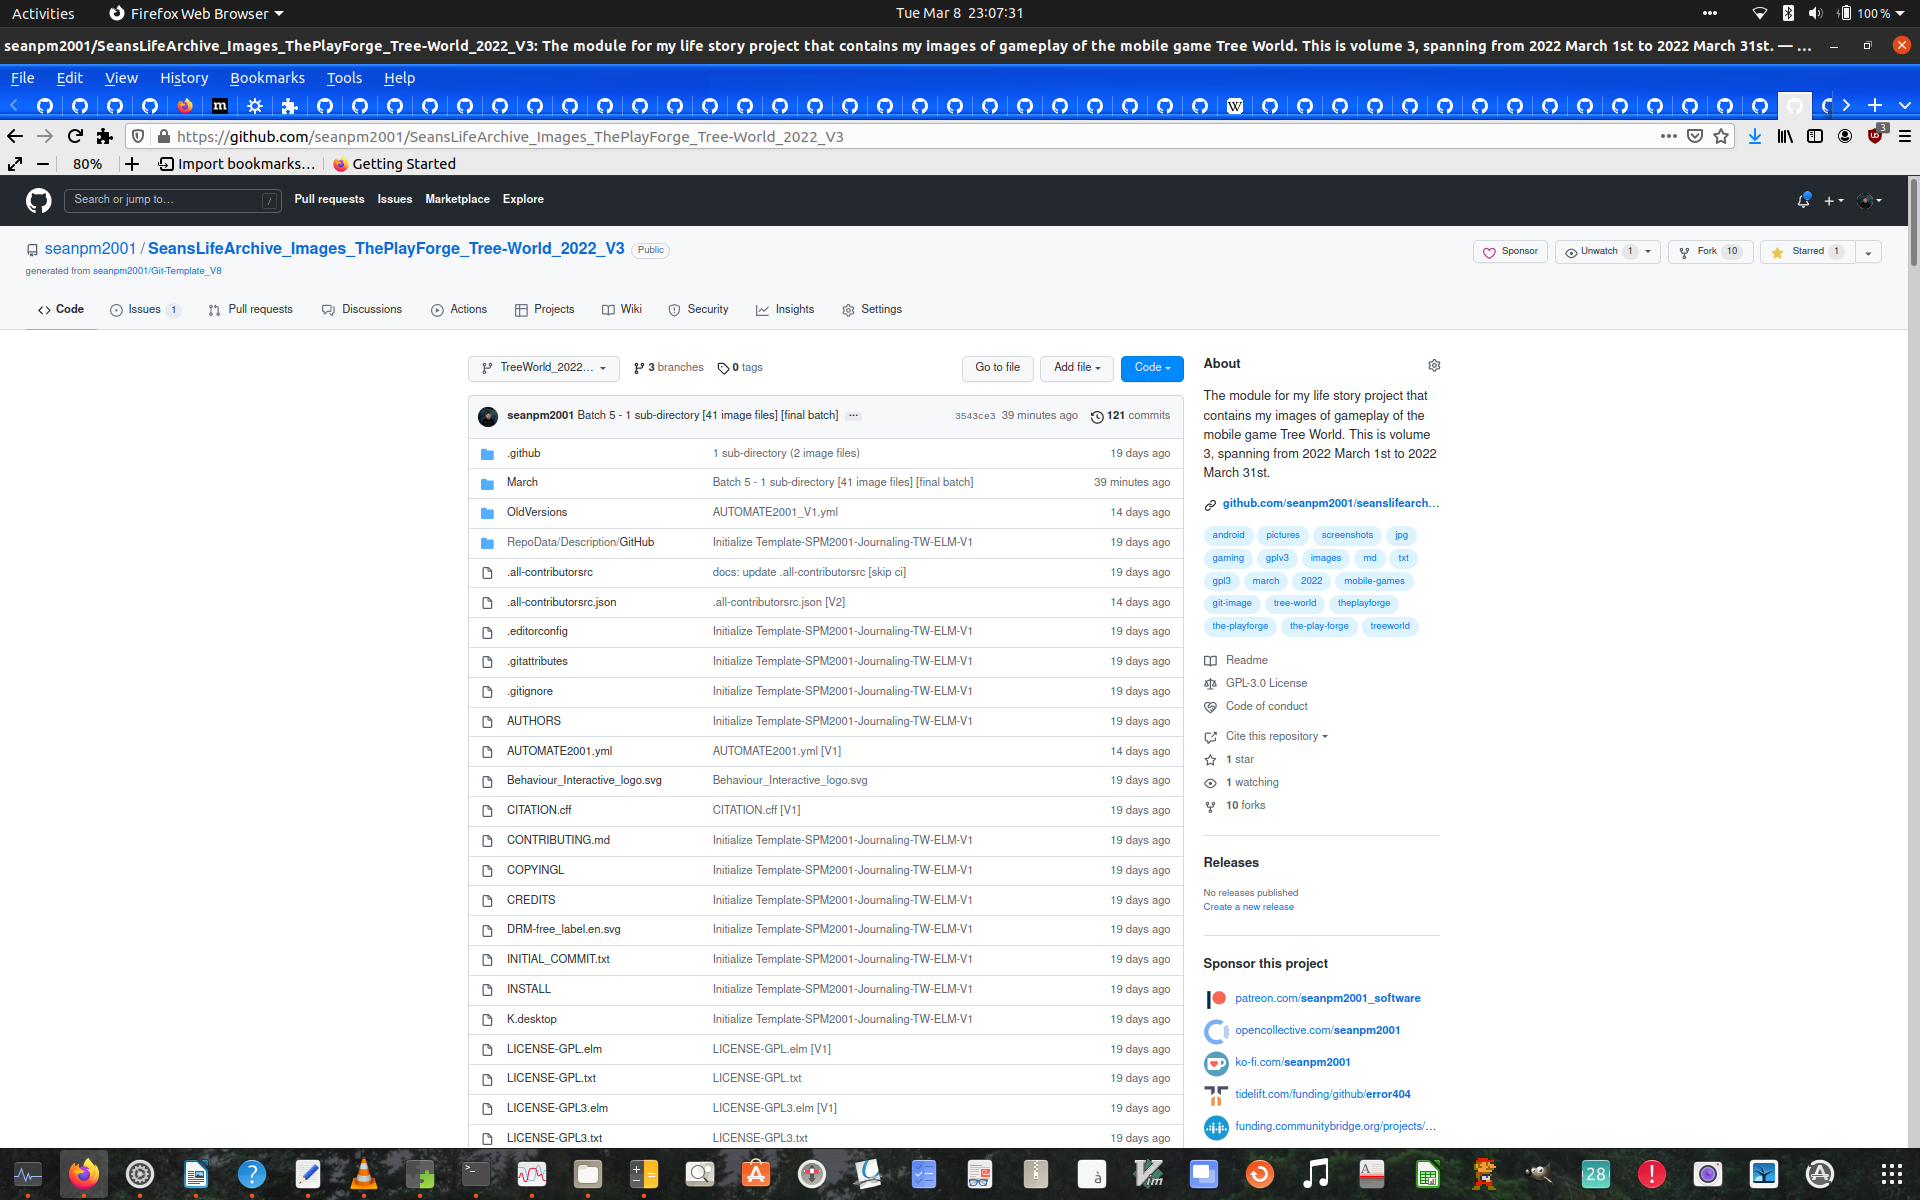 Activities
Firefox Web Browser
Tue Mar 8 23:07:31
100 %
seanpm2001/SeansLifeArchive_Images_ThePlayForge_Tree-World_2022_V3: The module for my life story project that contains my images of gameplay of the mobile game Tree World. This is volume 3, spanning from 2022 March 1st to 2022 March 31st. — ...
File Edit View History Bookmarks Tools Help
https://github.com/seanpm2001/SeansLifeArchive_Images_ThePlayForge_Tree-World_2022_V3
3
80%
Import bookmarks...
Getting Started
Search or jump to...
/
Pull requests Issues Marketplace Explore
seanpm2001 / SeansLifeArchive_Images_ThePlayForge_Tree-World_2022_V3 Public
generated from seanpm2001/Git-Template_V8
Sponsor
Unwatch 1
Fork 10
Starred 1
Code
Issues 1
Pull requests
Discussions
Actions
Projects
Wiki
Security
Insights
Settings
TreeWorld_2022...
3 branches
0 tags
Go to file
Add file
Code
seanpm2001 Batch 5 - 1 sub-directory [41 image files] [final batch] ...
3543ce3 39 minutes ago 121 commits
.github 1 sub-directory (2 image files) 19 days ago
March Batch 5 - 1 sub-directory [41 image files] [final batch] 39 minutes ago
OldVersions AUTOMATE2001_V1.yml 14 days ago
RepoData/Description/GitHub Initialize Template-SPM2001-Journaling-TW-ELM-V1 19 days ago
.all-contributorsrc docs: update .all-contributorsrc [skip ci] 19 days ago
.all-contributorsrc.json .all-contributorsrc.json [V2] 14 days ago
.editorconfig Initialize Template-SPM2001-Journaling-TW-ELM-V1 19 days ago
.gitattributes Initialize Template-SPM2001-Journaling-TW-ELM-V1 19 days ago
.gitignore Initialize Template-SPM2001-Journaling-TW-ELM-V1 19 days ago
AUTHORS Initialize Template-SPM2001-Journaling-TW-ELM-V1 19 days ago
AUTOMATE2001.yml AUTOMATE2001.yml [V1] 14 days ago
Behaviour_Interactive_logo.svg Behaviour_Interactive_logo.svg 19 days ago
CITATION.cff CITATION.cff [V1] 19 days ago
CONTRIBUTING.md Initialize Template-SPM2001-Journaling-TW-ELM-V1 19 days ago
COPYINGL Initialize Template-SPM2001-Journaling-TW-ELM-V1 19 days ago
CREDITS Initialize Template-SPM2001-Journaling-TW-ELM-V1 19 days ago
DRM-free_label.en.svg Initialize Template-SPM2001-Journaling-TW-ELM-V1 19 days ago
INITIAL_COMMIT.txt Initialize Template-SPM2001-Journaling-TW-ELM-V1 19 days ago
INSTALL Initialize Template-SPM2001-Journaling-TW-ELM-V1 19 days ago
K.desktop Initialize Template-SPM2001-Journaling-TW-ELM-V1 19 days ago
LICENSE-GPL.elm LICENSE-GPL.elm [V1] 19 days ago
LICENSE-GPL.txt LICENSE-GPL.txt 19 days ago
LICENSE-GPL3.elm LICENSE-GPL3.elm [V1] 19 days ago
LICENSE-GPL3.txt LICENSE-GPL3.txt 19 days ago
About
The module for my life story project that
contains my images of gameplay of the
mobile game Tree World. This is volume
3, spanning from 2022 March 1st to 2022
March 31st.
github.com/seanpm2001/seanslifearch...
android pictures screenshots jpg
gaming gplv3 images md txt
gpl3 march 2022 mobile-games
git-image tree-world theplayforge
the-playforge the-play-forge treeworld
Readme
GPL-3.0 License
Code of conduct
Cite this repository
1 star
1 watching
10 forks
Releases
No releases published
Create a new release
Sponsor this project
patreon.com/seanpm2001_software
opencollective.com/seanpm2001
ko-fi.com/seanpm2001
tidelift.com/funding/github/error404
funding.communitybridge.org/projects/...
28